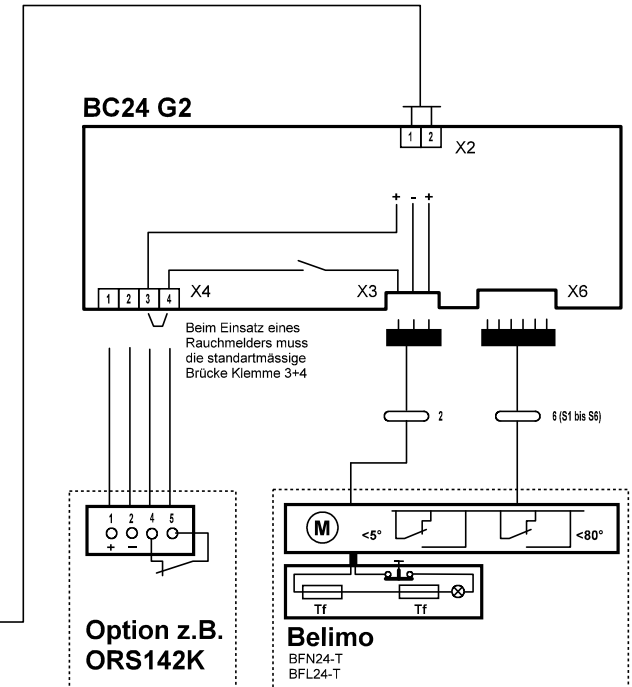 BC24 G2
1 2
X2
+ - +
1 2 3 4
X4
X3
X6
Beim Einsatz eines
Rauchmelders muss
die standartmässige
Brücke Klemme 3+4
2
6 (S1 bis S6)
1 2 4 5
+ −
M
<5°
<80°
Tf
Tf
Option z.B.
ORS142K
Belimo
BFN24-T
BFL24-T